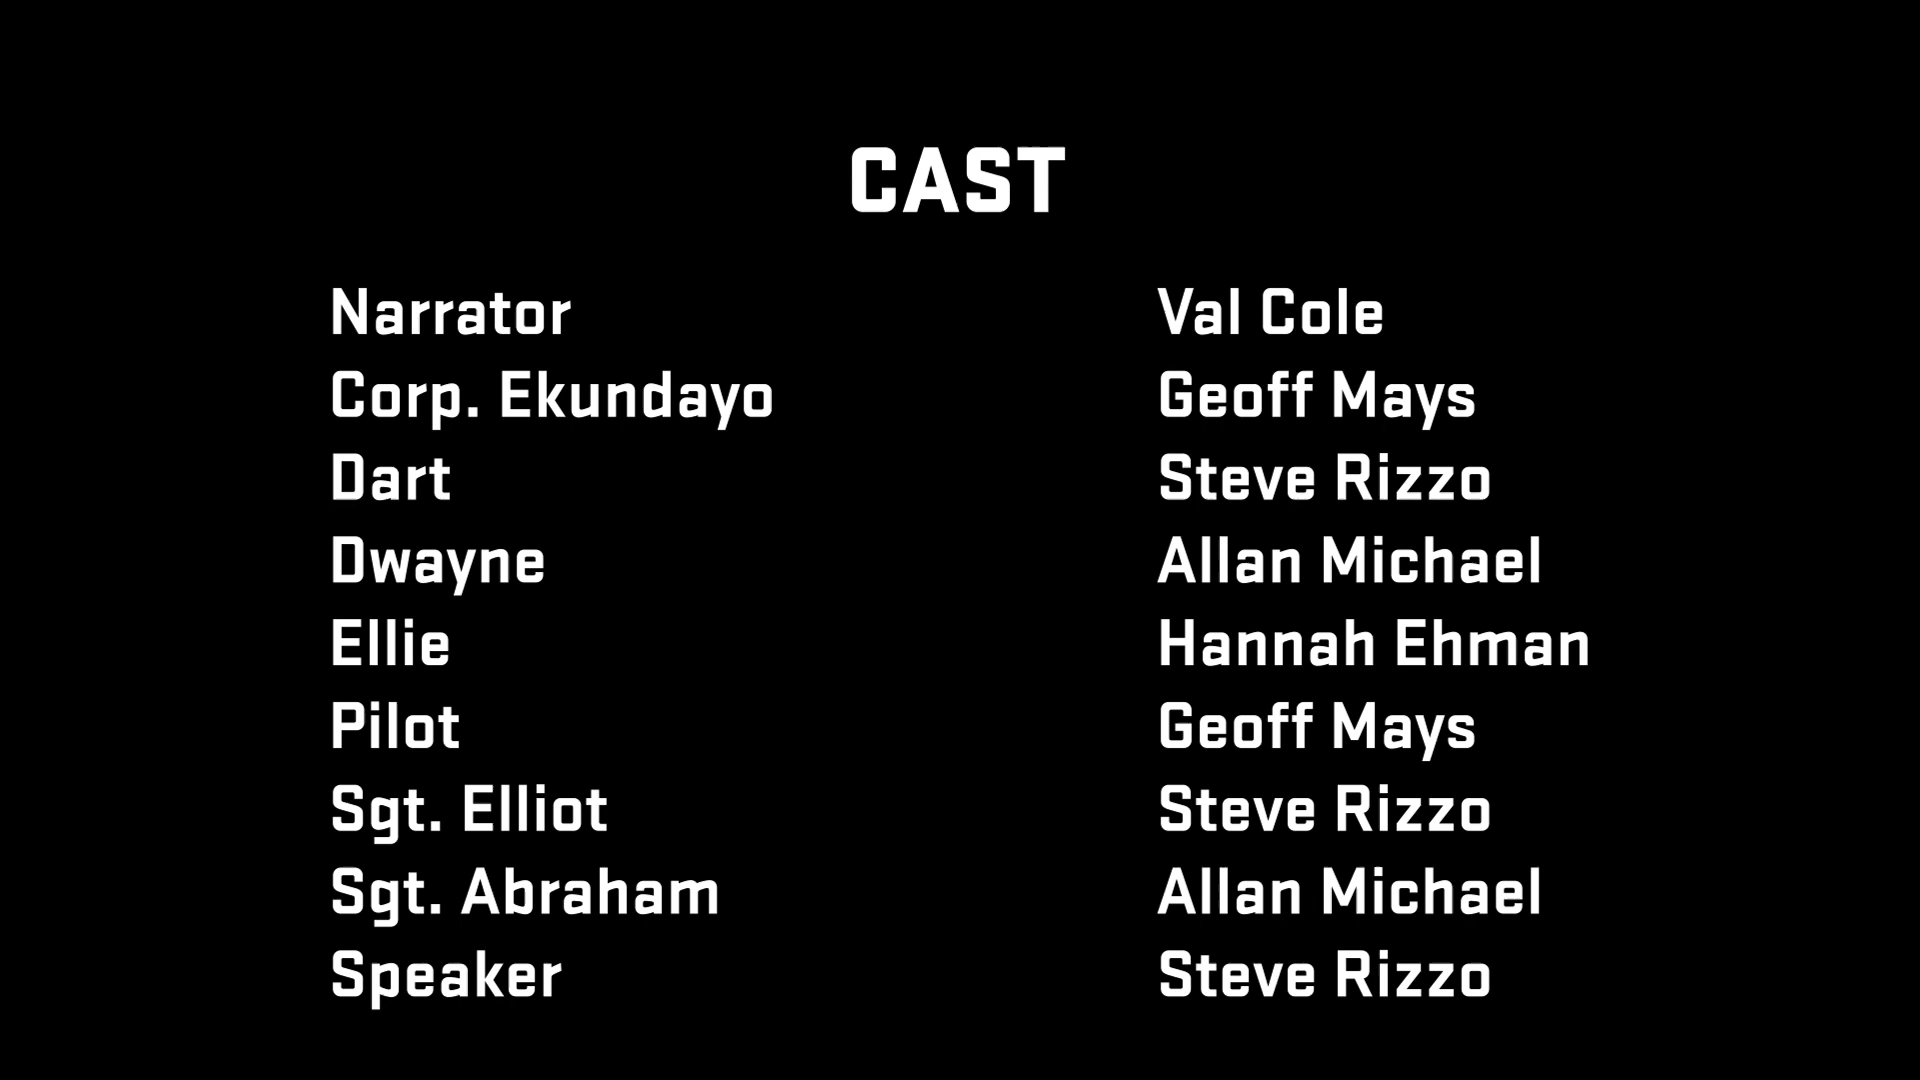 CAST
Narrator Val Cole
Corp. Ekundayo Geoff Mays
Dart Steve Rizzo
Dwayne Allan Michael
Ellie Hannah Ehman
Pilot Geoff Mays
Sgt. Elliot Steve Rizzo
Sgt. Abraham Allan Michael
Speaker Steve Rizzo